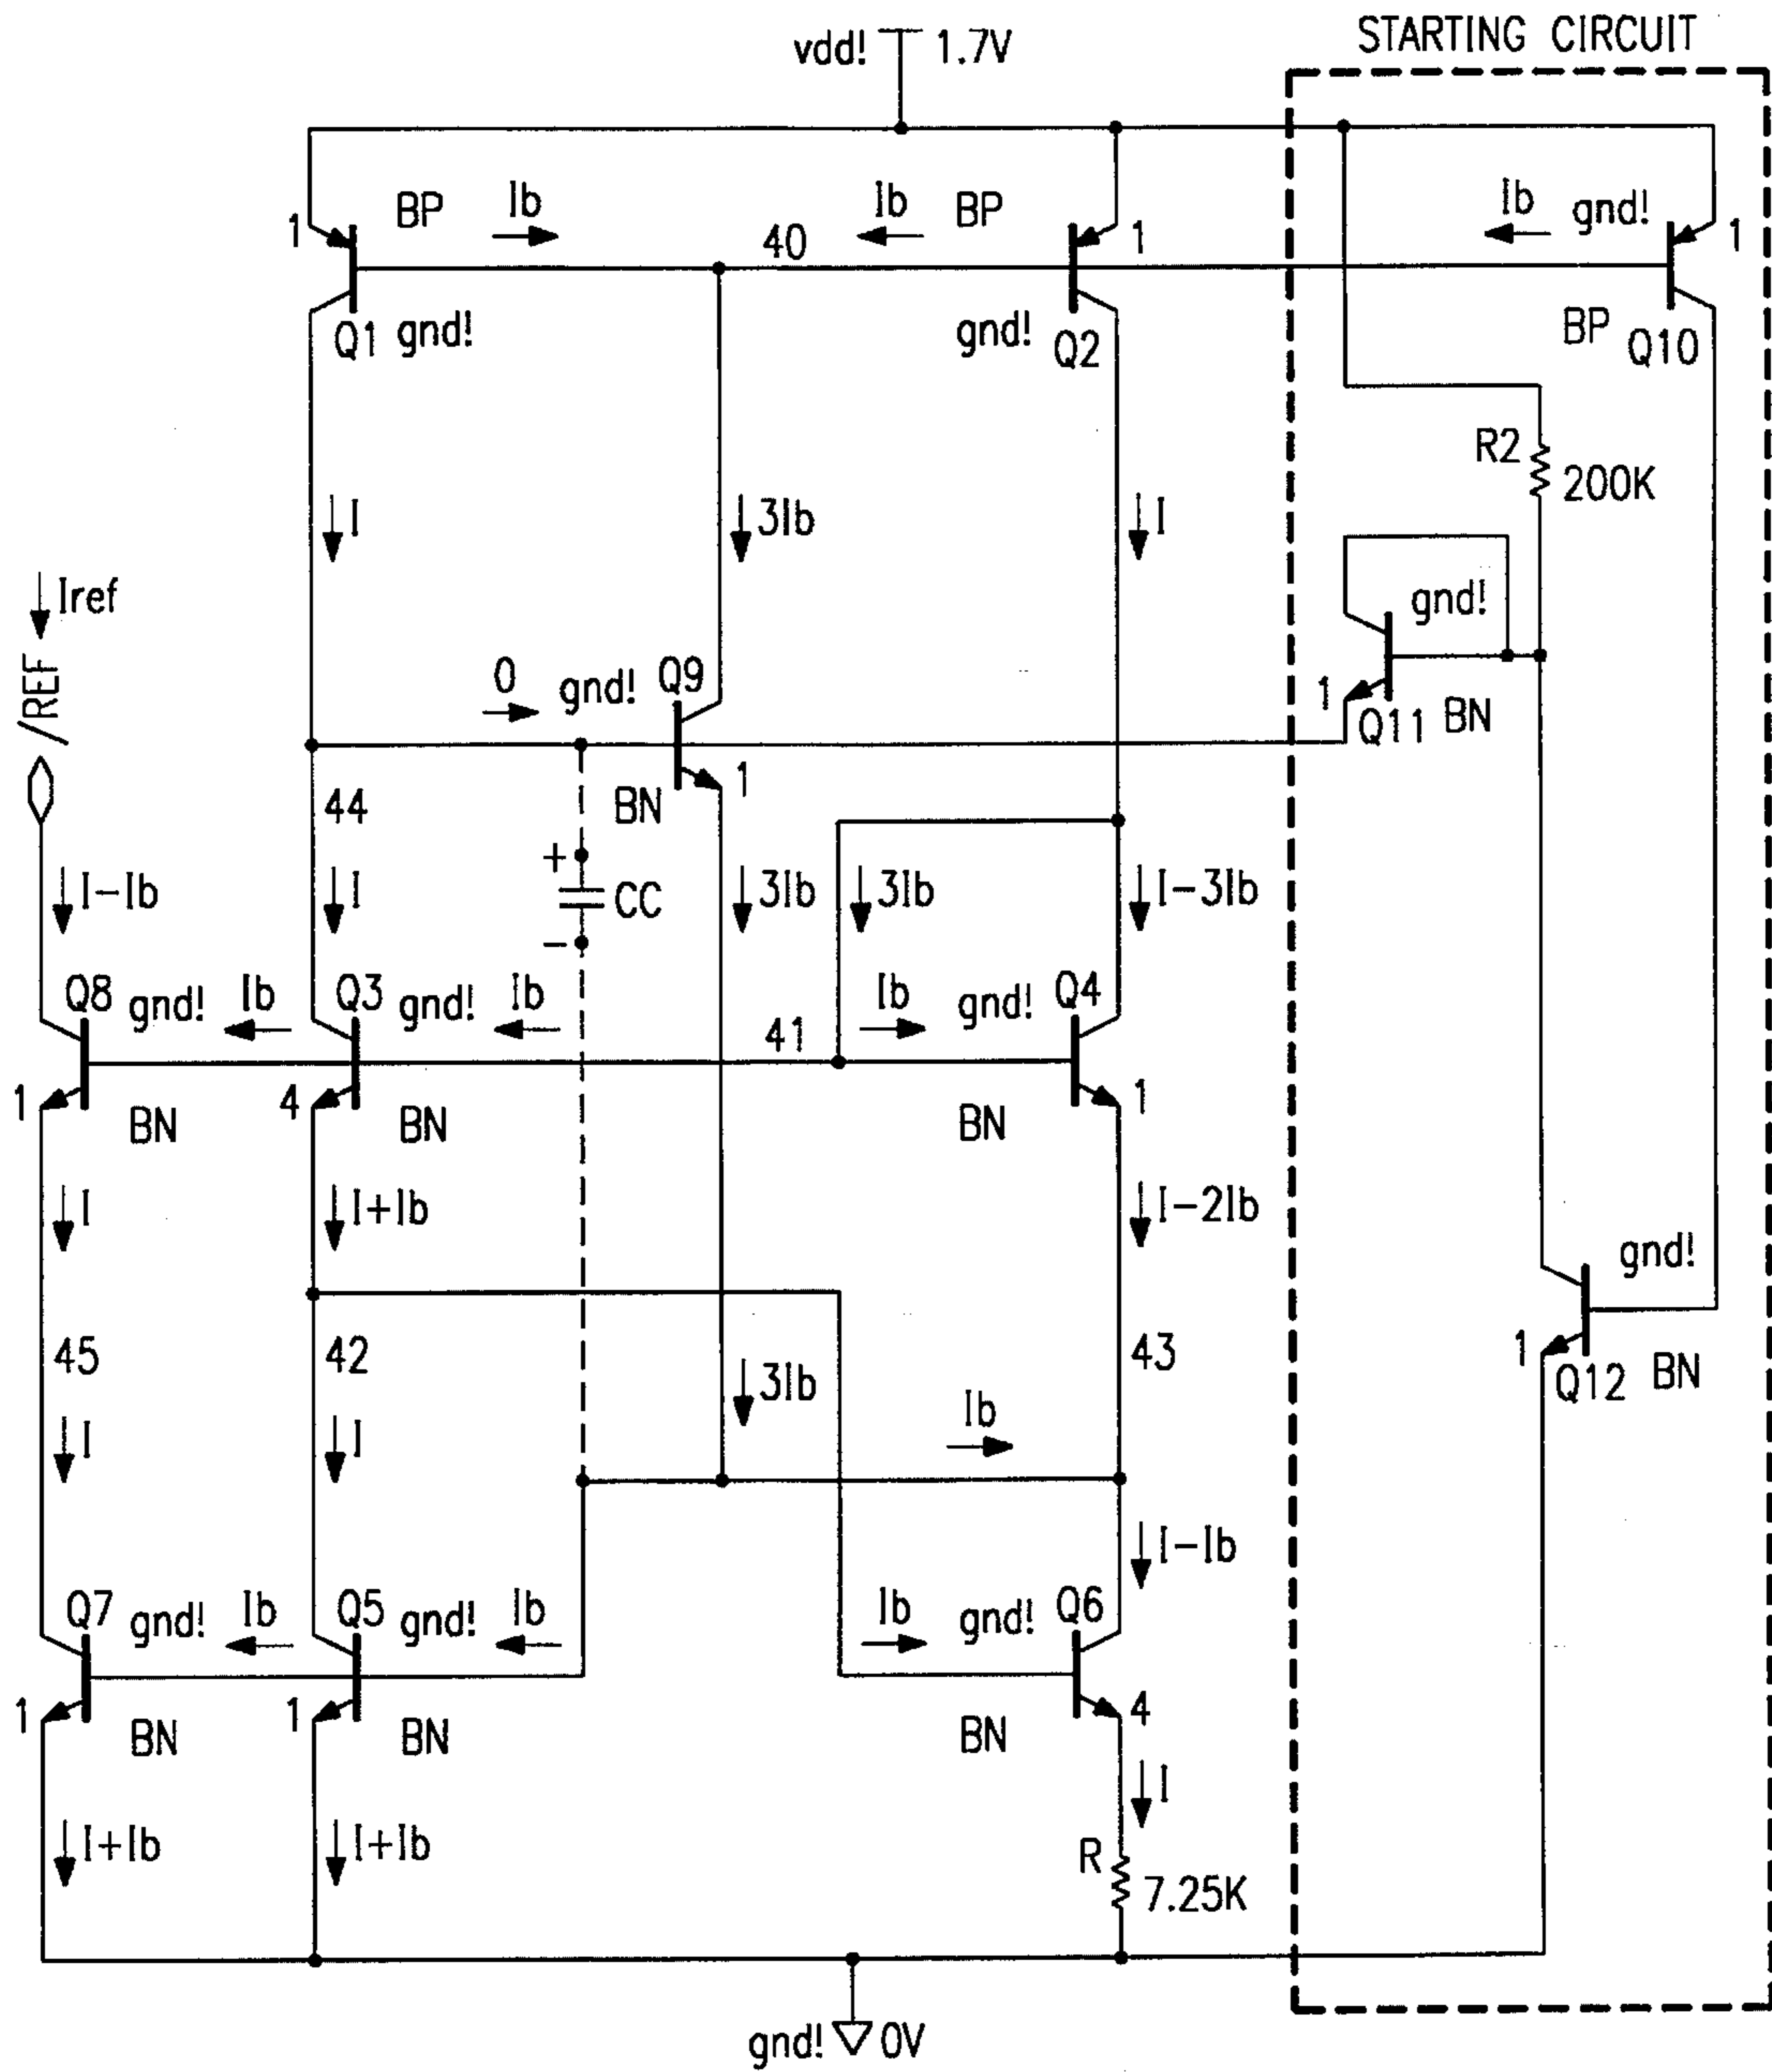 STARTING CIRCUIT
vdd! 1.7V
BP Ib Ib BP Ib gnd!
1 40 1 1
Q1 gnd! gnd! Q2 BP Q10
R2 200K
I 3Ib I
Iref
/REF
gnd!
0 gnd! Q9 1 Q11 BN
44 BN 1
+
I-Ib I CC 3Ib 3Ib I-3Ib
-
Q8 gnd! Ib Q3 gnd! Ib Ib gnd! Q4
41
1 BN 4 BN BN 1
I I+Ib I-2Ib
gnd!
45 42 43 1 Q12 BN
3Ib
I I Ib
I-Ib
Q7 gnd! Ib Q5 gnd! Ib Ib gnd! Q6
1 BN 1 BN BN 4
I
I+Ib I+Ib R 7.25K
gnd! 0V